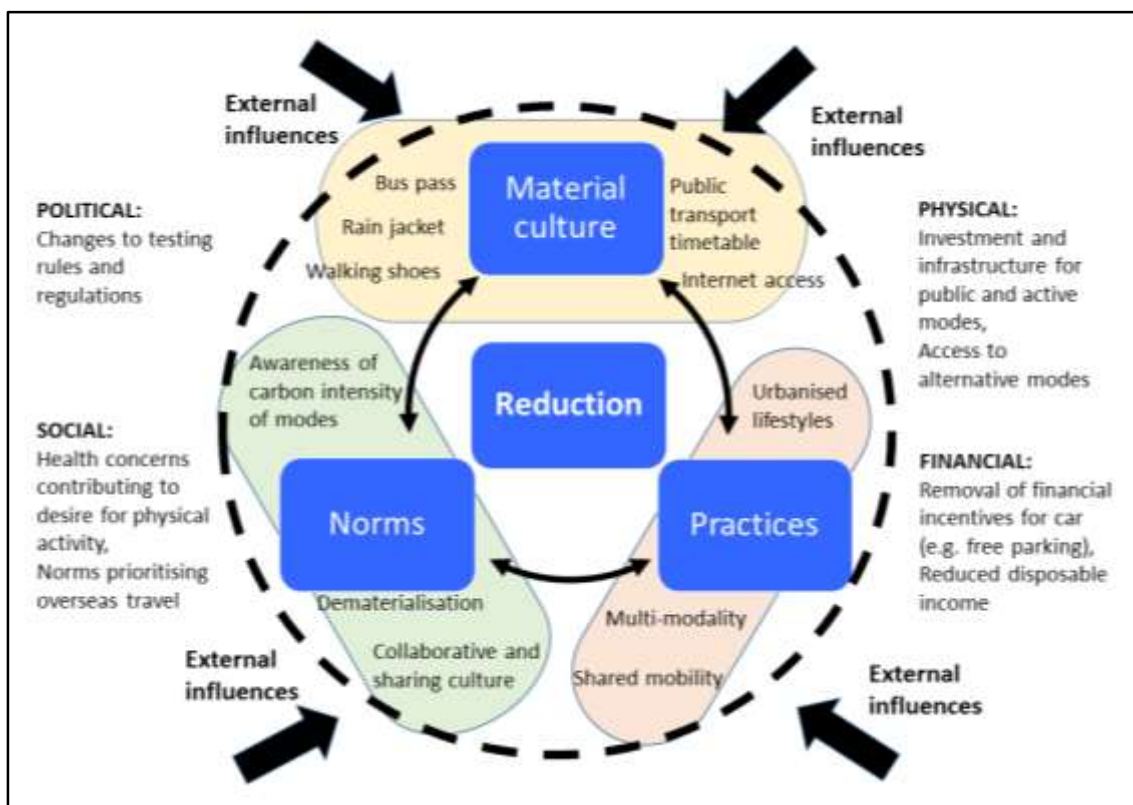 External
influences
External
influences
Bus pass
Rain jacket
Walking shoes
Material
culture
Public
transport
timetable
Internet access
POLITICAL:
Changes to testing
rules and
regulations
PHYSICAL:
Investment and
infrastructure for
public and active
modes,
Access to
alternative modes
Awareness of
carbon intensity
of modes
Reduction
Urbanised
lifestyles
SOCIAL:
Health concerns
contributing to
desire for physical
activity,
Norms prioritising
overseas travel
Norms
Practices
FINANCIAL:
Removal of financial
incentives for car
(e.g. free parking),
Reduced disposable
income
Dematerialisation
Collaborative and
sharing culture
Multi-modality
Shared mobility
External
influences
External
influences